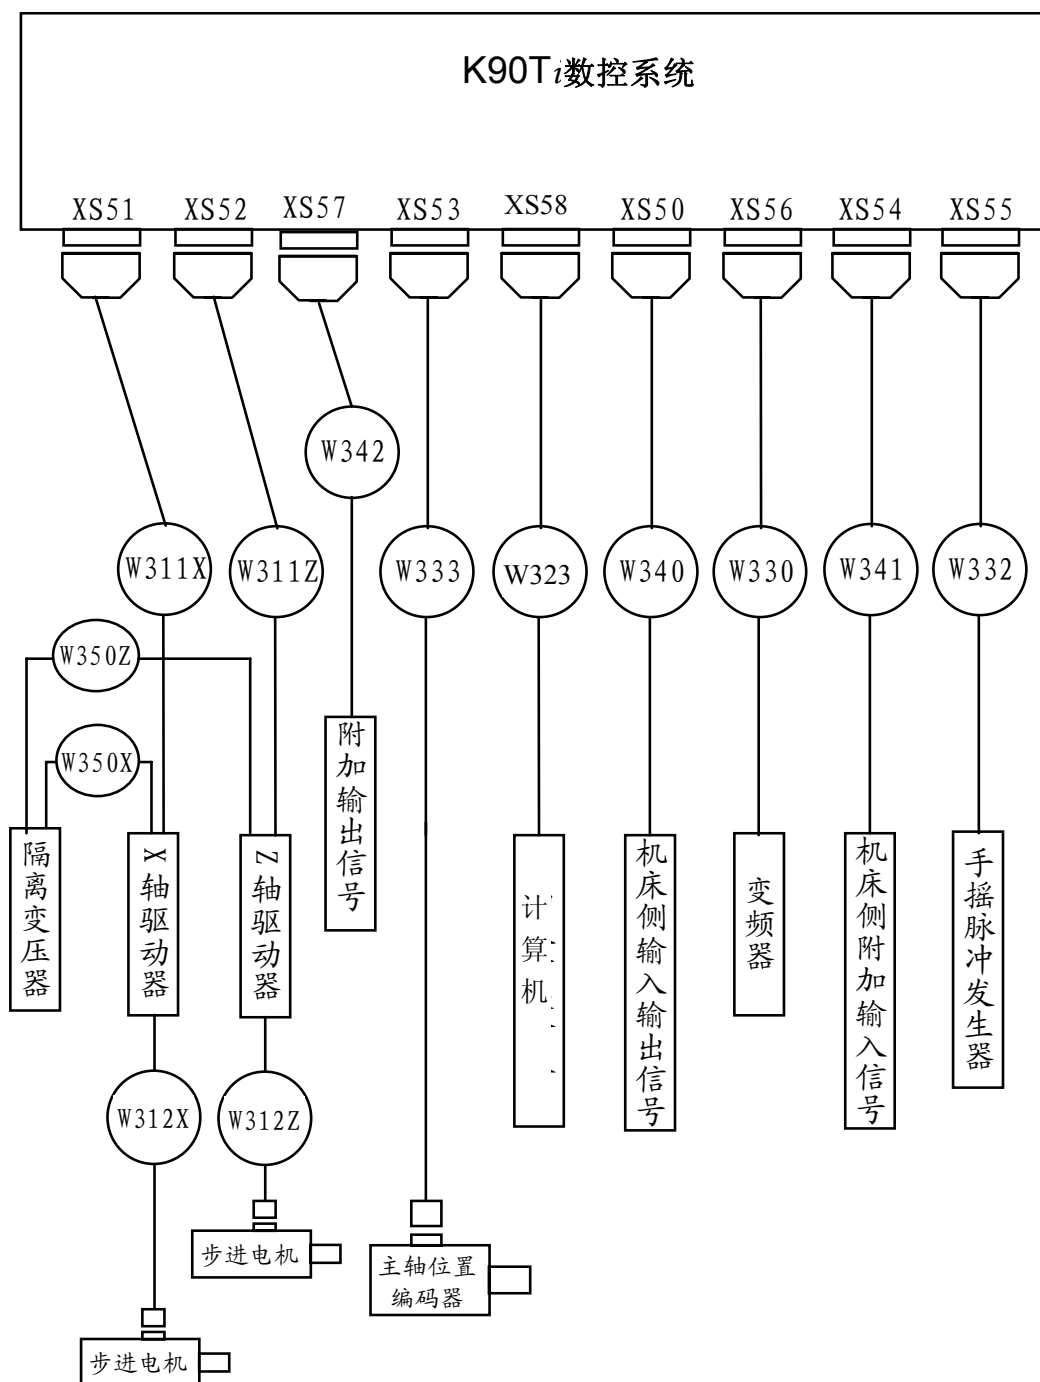 K90Ti数控系统
XS51 XS52 XS57 XS53 XS58 XS50 XS56 XS54 XS55
W342
W311X W311Z W333 W323 W340 W330 W341 W332
W350Z
W350X
附加输出信号
隔离变压器
X轴驱动器
Z轴驱动器
计算机
机床侧输入输出信号
变频器
机床侧附加输入信号
手摇脉冲发生器
W312X W312Z
步进电机
主轴位置
编码器
步进电机